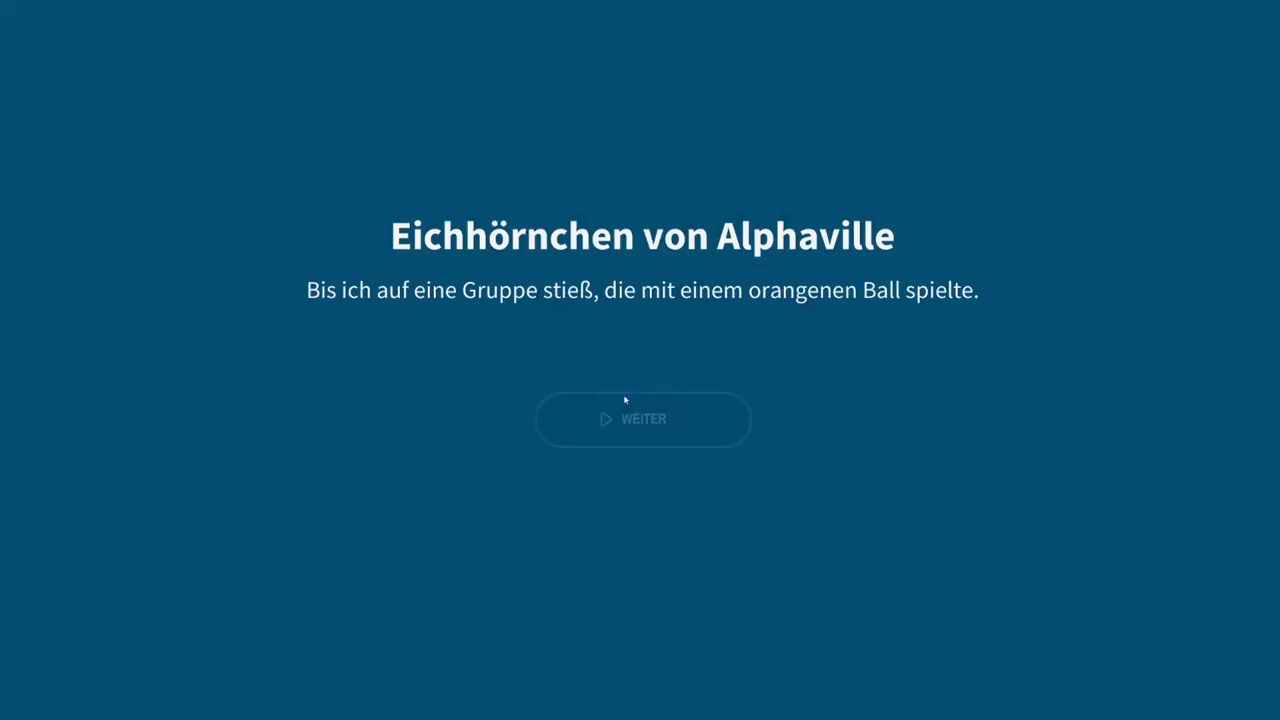 Eichhörnchen von Alphaville
Bis ich auf eine Gruppe stieß, die mit einem orangenen Ball spielte.
WEITER